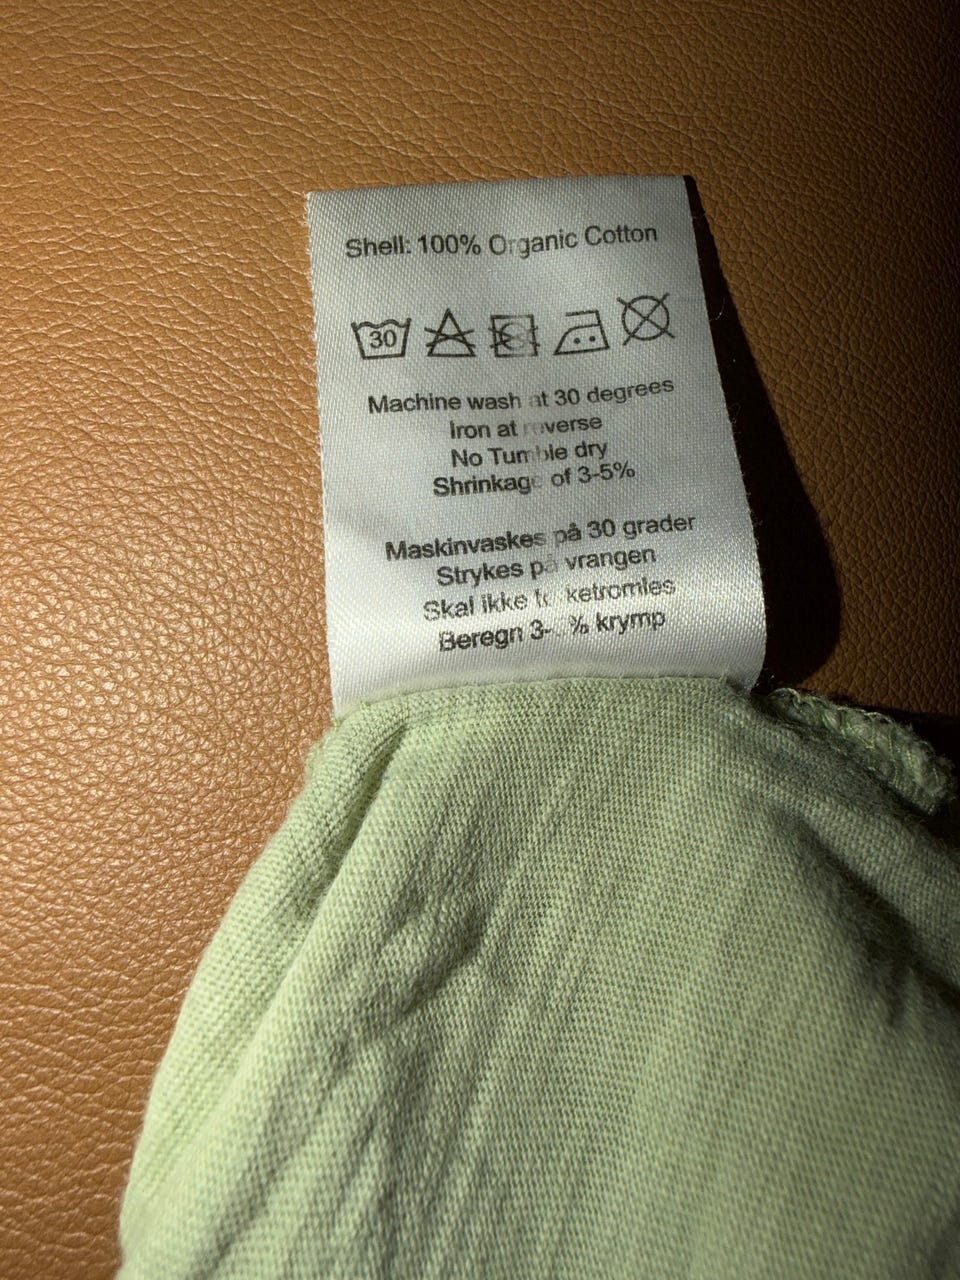 Shell: 100% Organic Cotton
30
Machine wash at 30 degrees
Iron at reverse
No Tumble dry
Shrinkage of 3-5%
Maskinvaskes på 30 grader
Strykes på vrangen
Skal ikke
Beregn % krymp